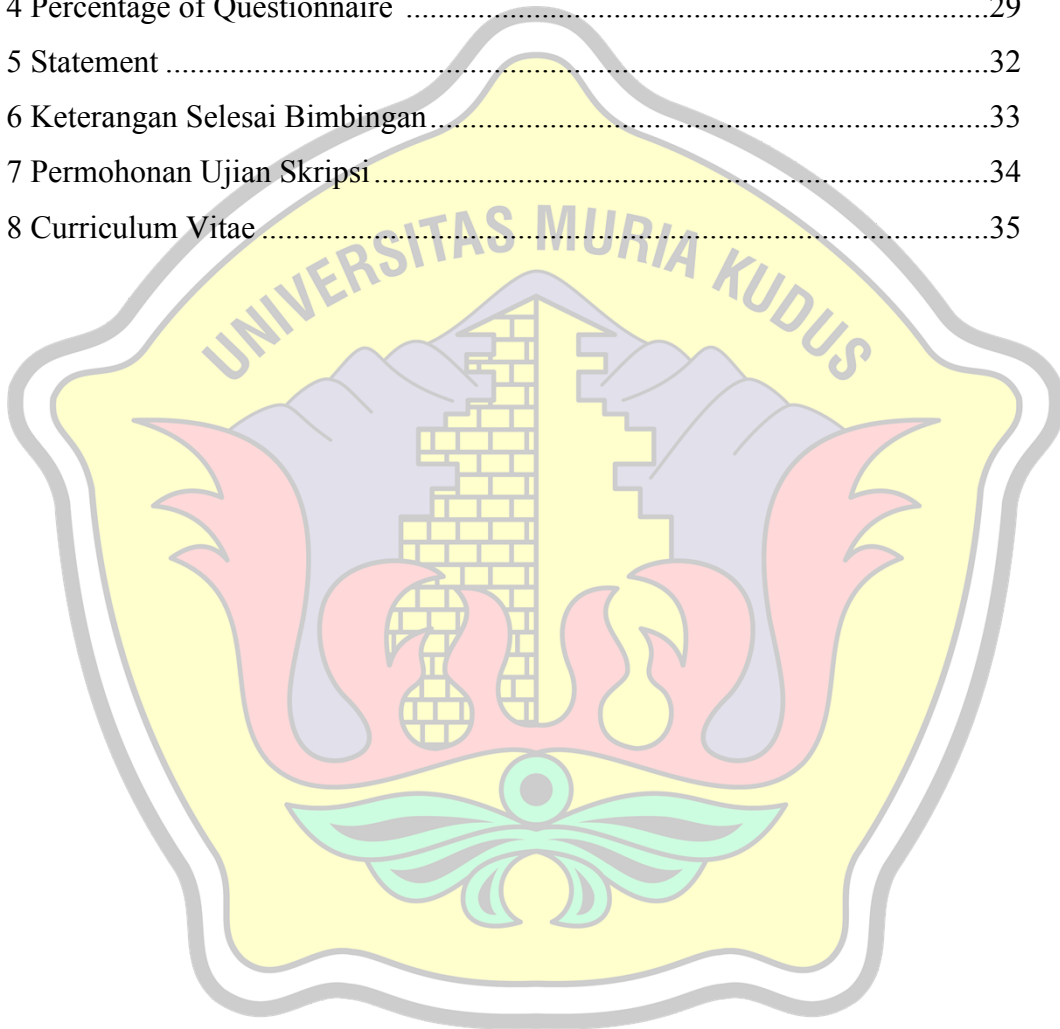 4 Percentage of Questionnaire ........................................................................29
5 Statement .......................................................................................................32
6 Keterangan Selesai Bimbingan......................................................................33
7 Permohonan Ujian Skripsi.............................................................................34
8 Curriculum Vitae...........................................................................................35
UNIVERSITAS MURIA KUDUS